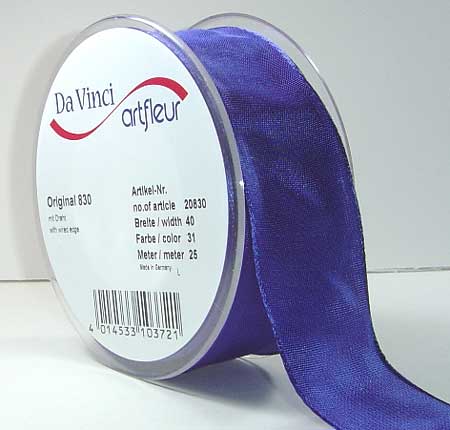 Da Vinci
artfleur
Original 830
mit Draht
with wired edge
Artikel-Nr.
no.of article 20830
Breite / width 40
Farbe / color 31
Meter / meter 25
Made in Germany
L
4 014533 103721